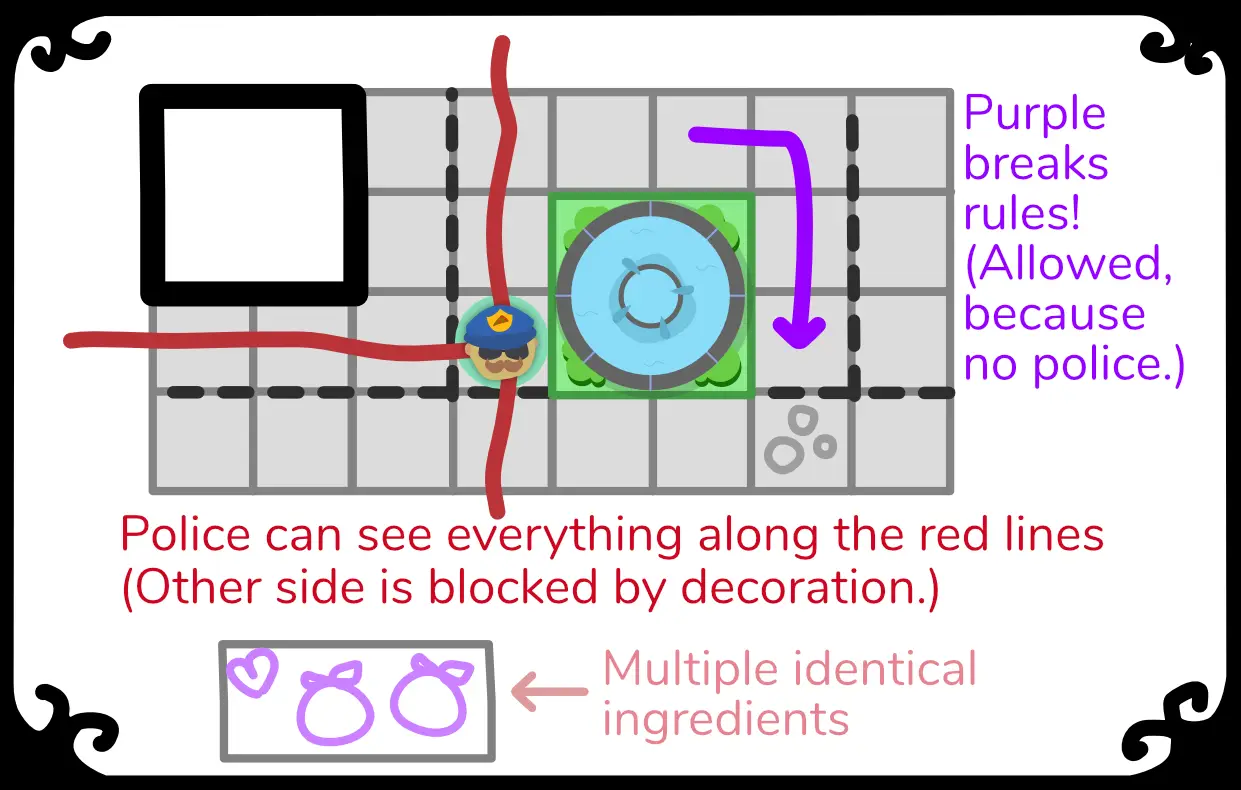 Purple
breaks
rules!
(Allowed,
because
no police.)
Police can see everything along the red lines
(Other side is blocked by decoration.)
Multiple identical
ingredients